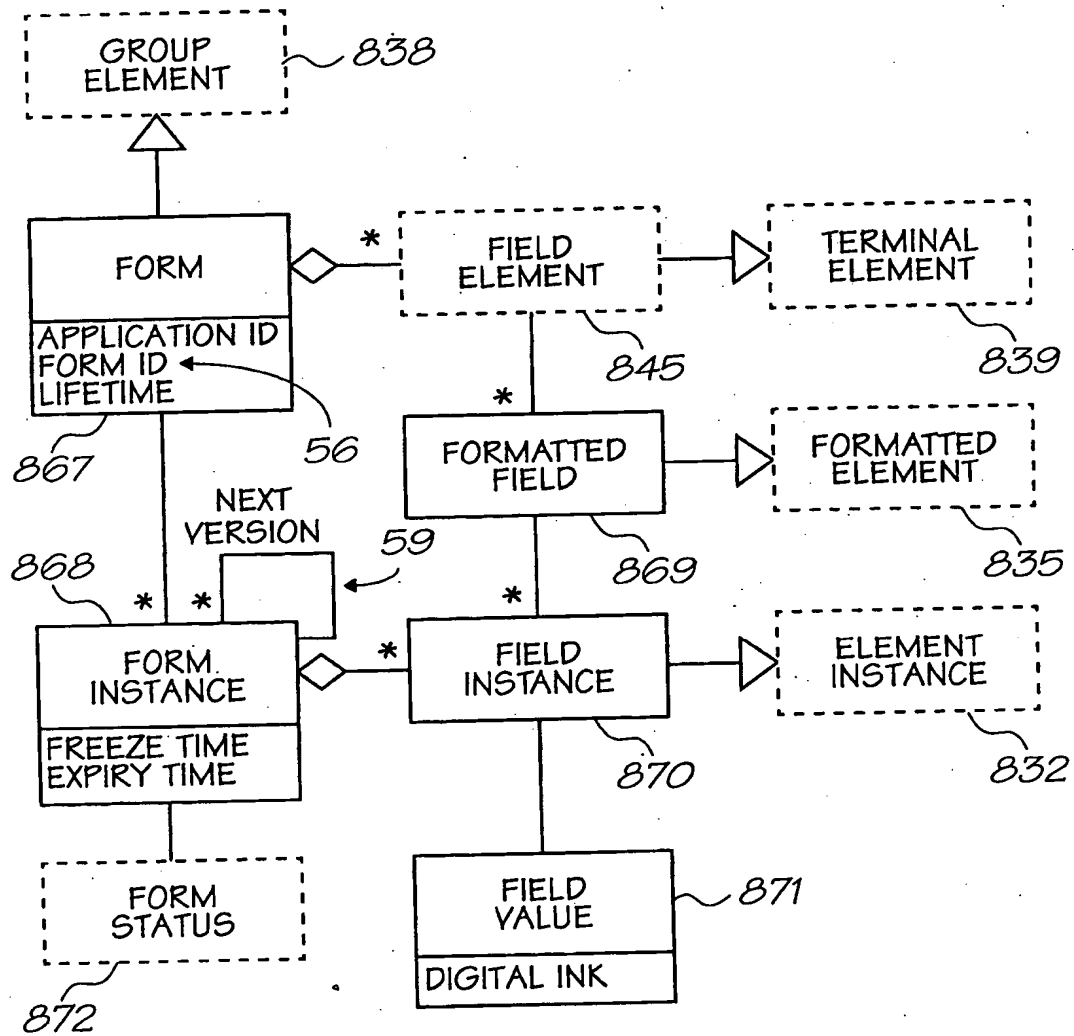 GROUP
ELEMENT
838
FORM
APPLICATION ID
FORM ID
LIFETIME
867
56
*
FIELD
ELEMENT
845
TERMINAL
ELEMENT
839
*
FORMATTED
FIELD
869
FORMATTED
ELEMENT
835
NEXT
VERSION
59
868
*
*
FORM
INSTANCE
FREEZE TIME
EXPIRY TIME
*
*
FIELD
INSTANCE
870
ELEMENT
INSTANCE
832
FORM
STATUS
872
FIELD
VALUE
DIGITAL INK
871